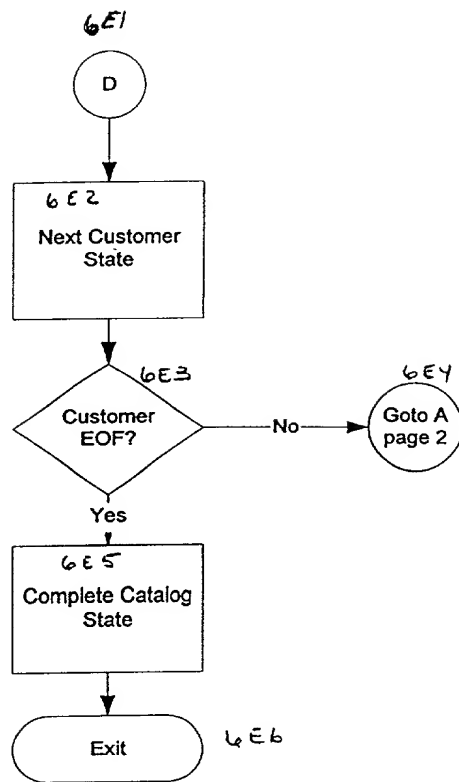 6E1
D
6E2
Next Customer
State
6E3
Customer
EOF?
No
6E4
Goto A
page 2
Yes
6E5
Complete Catalog
State
Exit
6E6